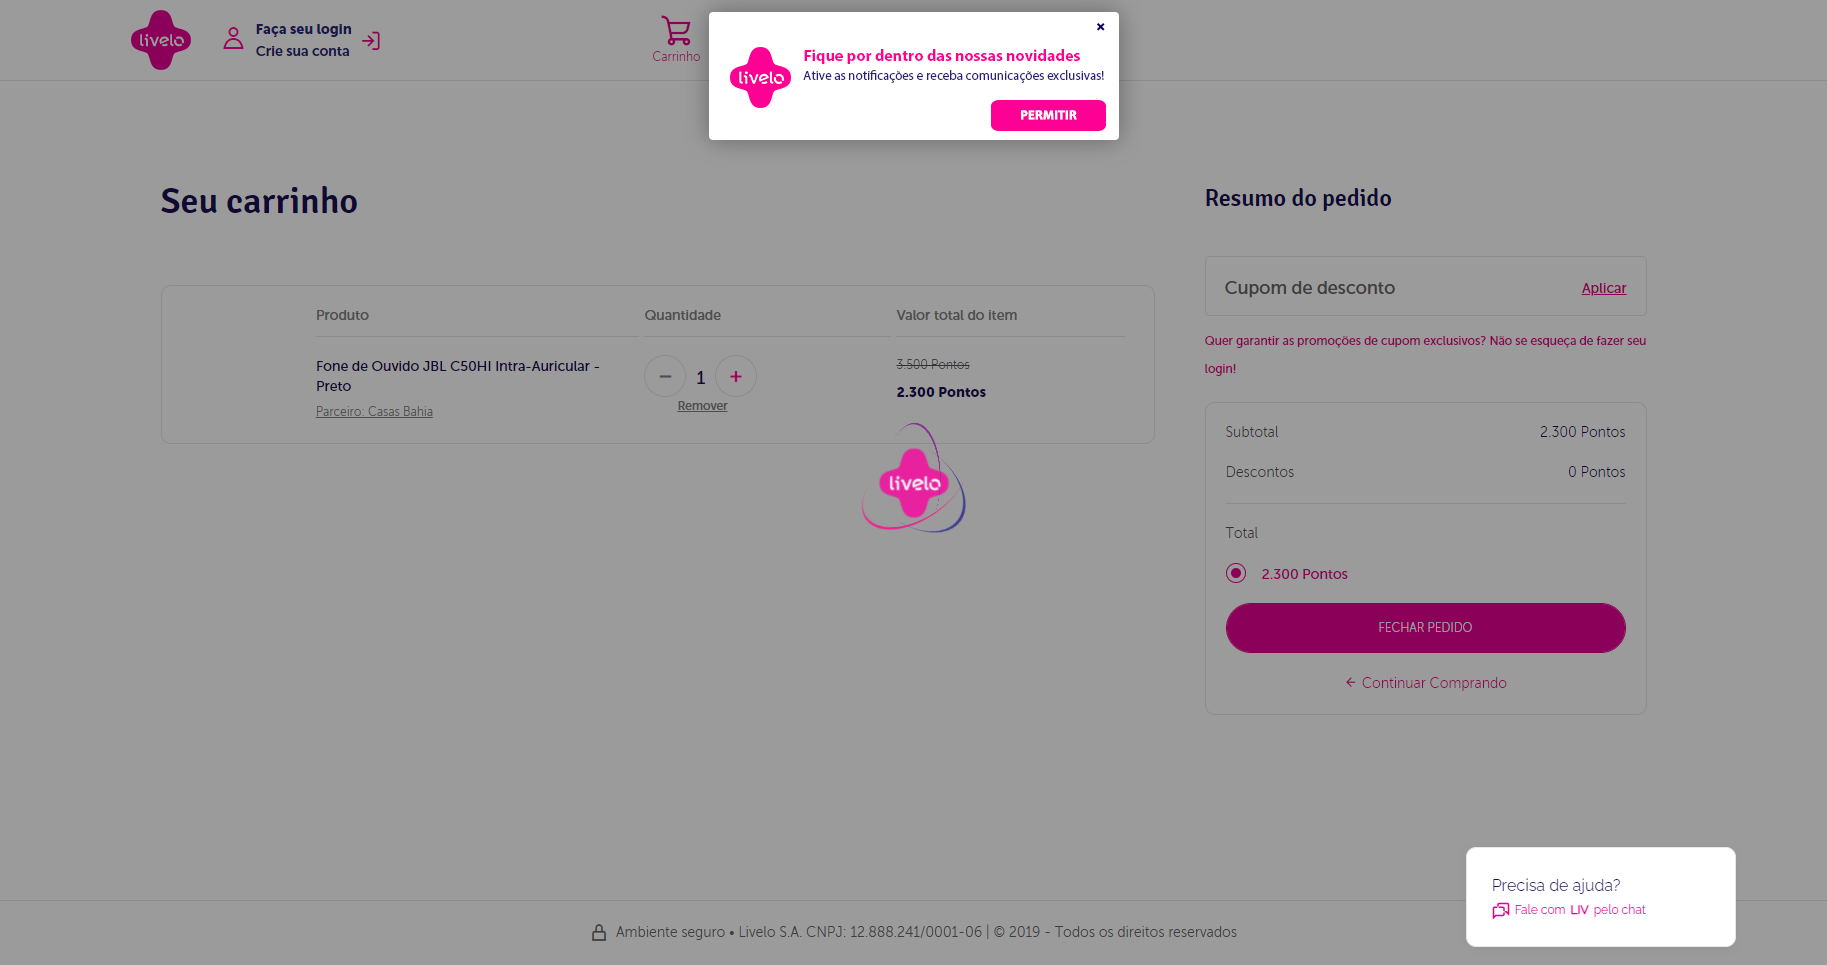 livelo
Faça seu login
Crie sua conta
Carrinho
×
livelo
Fique por dentro das nossas novidades
Ative as notificações e receba comunicações exclusivas!
PERMITIR
Seu carrinho
Produto
Quantidade
Valor total do item
Fone de Ouvido JBL C50HI Intra-Auricular -
Preto
Parceiro: Casas Bahia
− 1 +
Remover
3.500 Pontos
2.300 Pontos
livelo
Resumo do pedido
Cupom de desconto Aplicar
Quer garantir as promoções de cupom exclusivos? Não se esqueça de fazer seu
login!
Subtotal 2.300 Pontos
Descontos 0 Pontos
Total
2.300 Pontos
FECHAR PEDIDO
← Continuar Comprando
Precisa de ajuda?
Fale com LIV pelo chat
Ambiente seguro • Livelo S.A. CNPJ: 12.888.241/0001-06 | © 2019 - Todos os direitos reservados